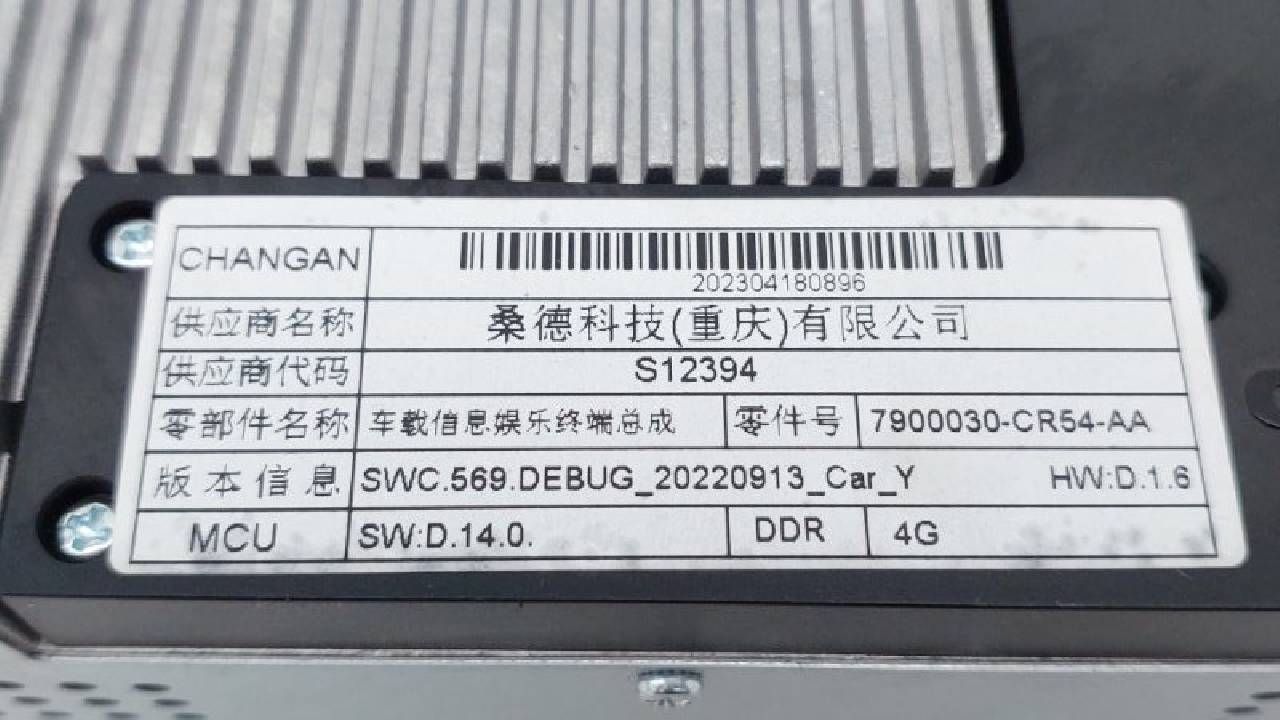 CHANGAN
202304180896
供应商名称 桑德科技(重庆)有限公司
供应商代码 S12394
零部件名称 车载信息娱乐终端总成 零件号 7900030-CR54-AA
版本信息 SWC.569.DEBUG_20220913_Car_Y HW:D.1.6
MCU SW:D.14.0. DDR 4G